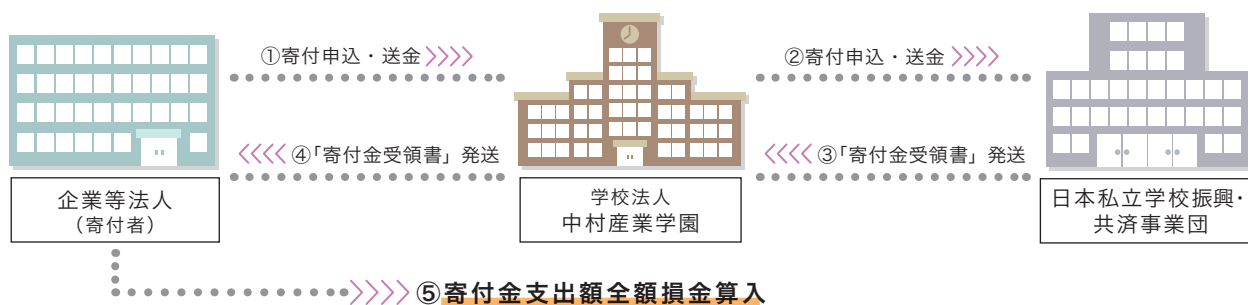 ①寄付申込・送金
②寄付申込・送金
④「寄付金受領書」発送
③「寄付金受領書」発送
企業等法人
(寄付者)
学校法人
中村産業学園
日本私立学校振興・
共済事業団
⑤寄付金支出額全額損金算入